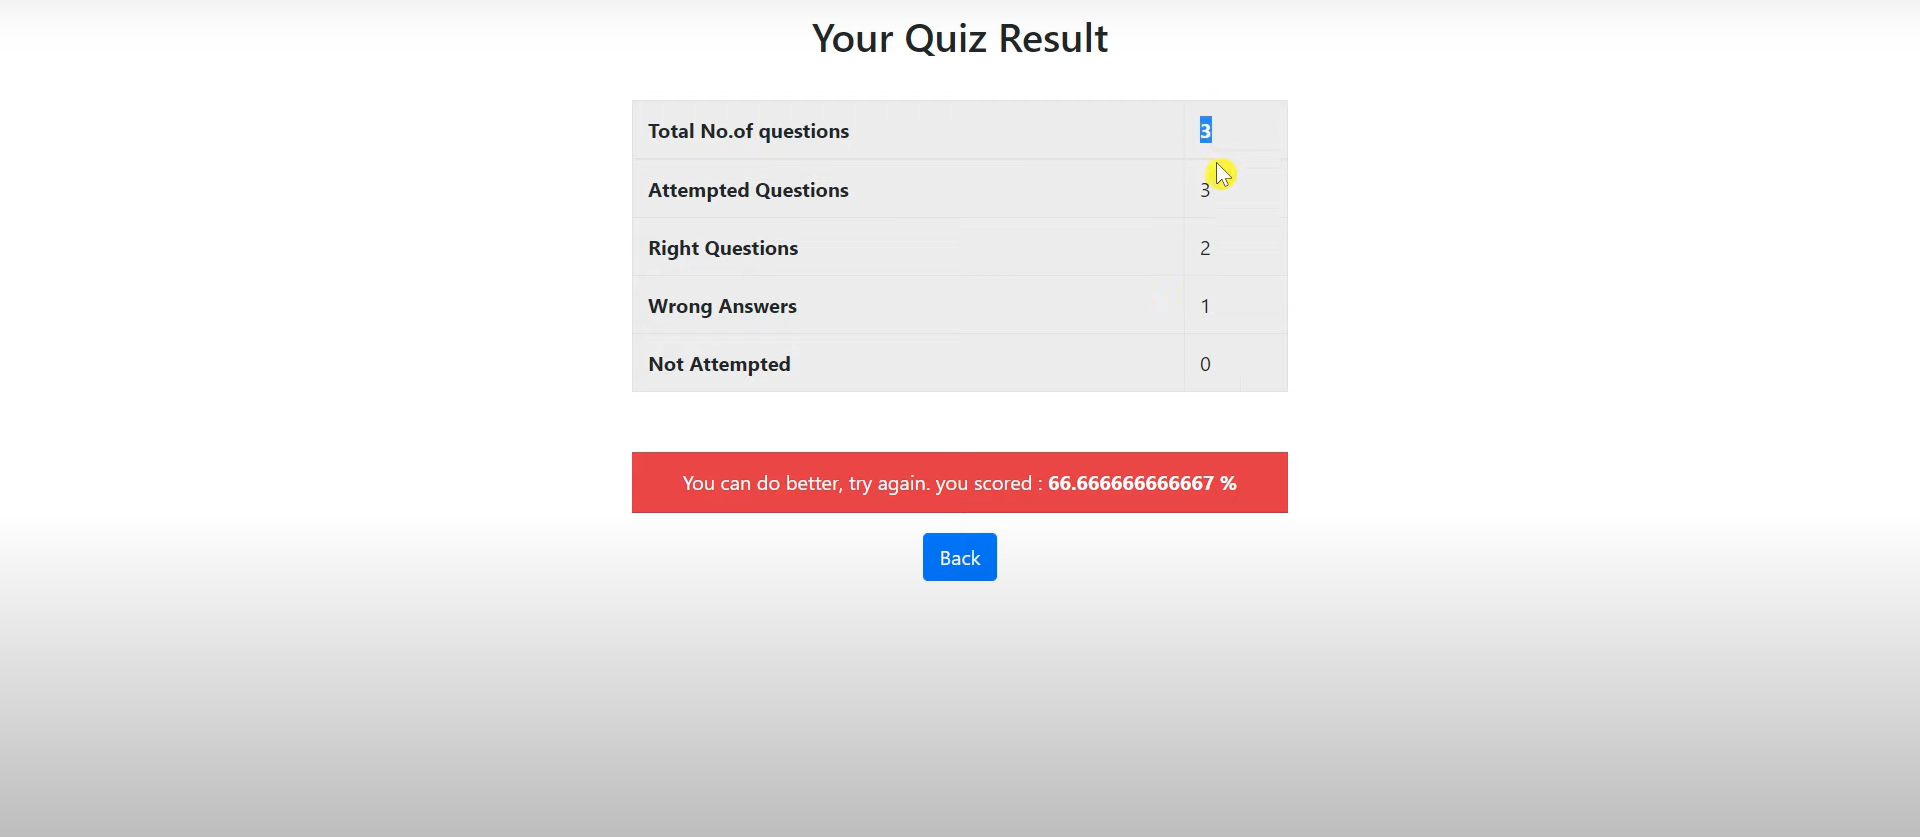 Your Quiz Result
Total No.of questions 3
Attempted Questions 3
Right Questions 2
Wrong Answers 1
Not Attempted 0
You can do better, try again. you scored : 66.666666666667 %
Back